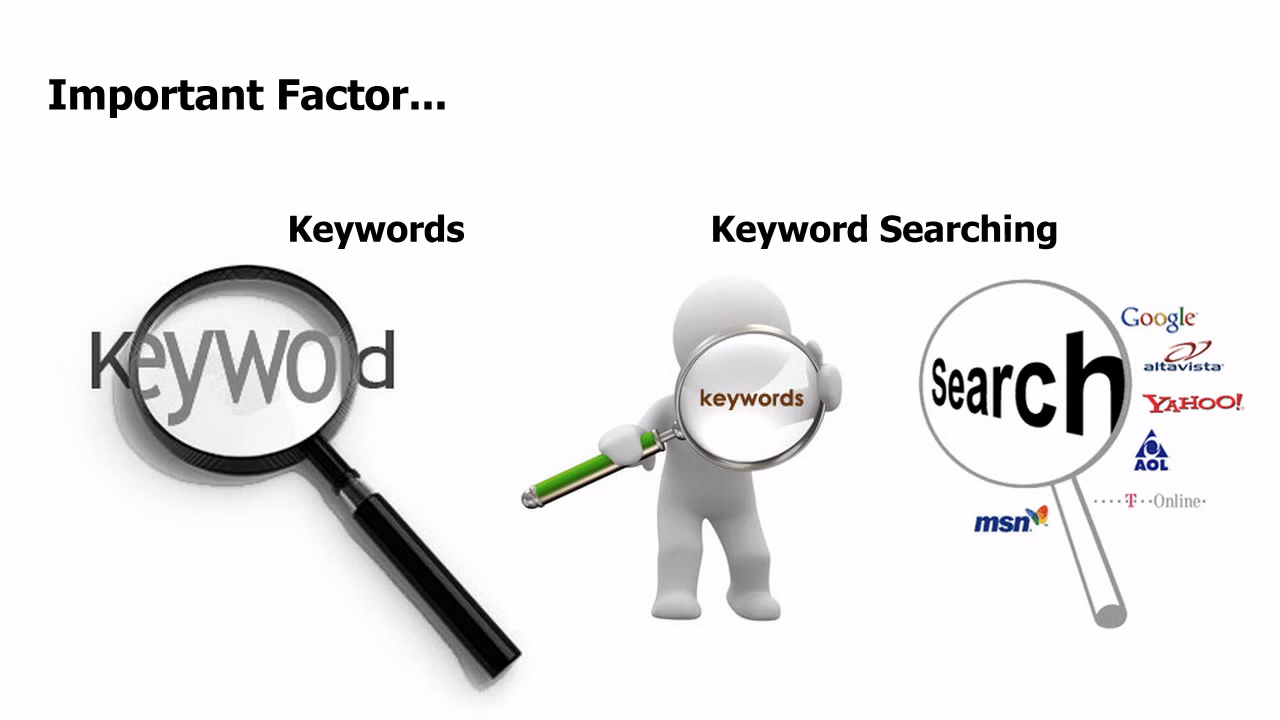 Important Factor...
Keywords
Keyword Searching
Keyword
keywords
Search
Google
altavista
YAHOO!
AOL
····T··Online·
msn